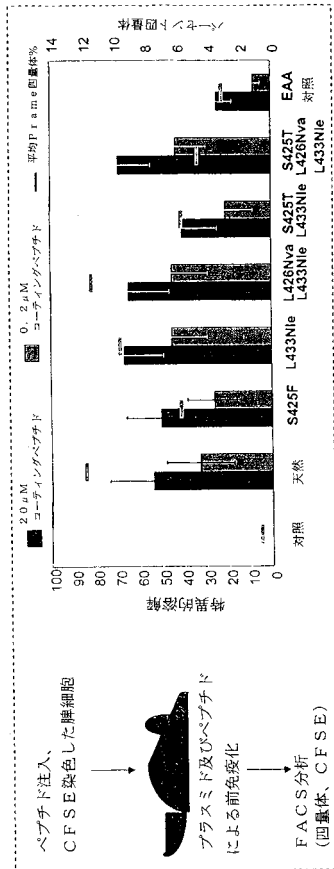 ペプチド注入、
CFSE染色した脾細胞
プラスミド及びペプチド
による前免疫化
FACS分析
(四量体、CFSE)
20μM
コーティングペプチド
0.2μM
コーティングペプチド
平均Prame四量体%
特異的溶解
100
90
80
70
60
50
40
30
20
10
0
パーセント四量体
14
12
10
8
6
4
2
0
対照
天然
S425F
L433Nle
L426Nva
L433Nle
S425T
L433Nle
S425T
L426Nva
L433Nle
EAA
対照